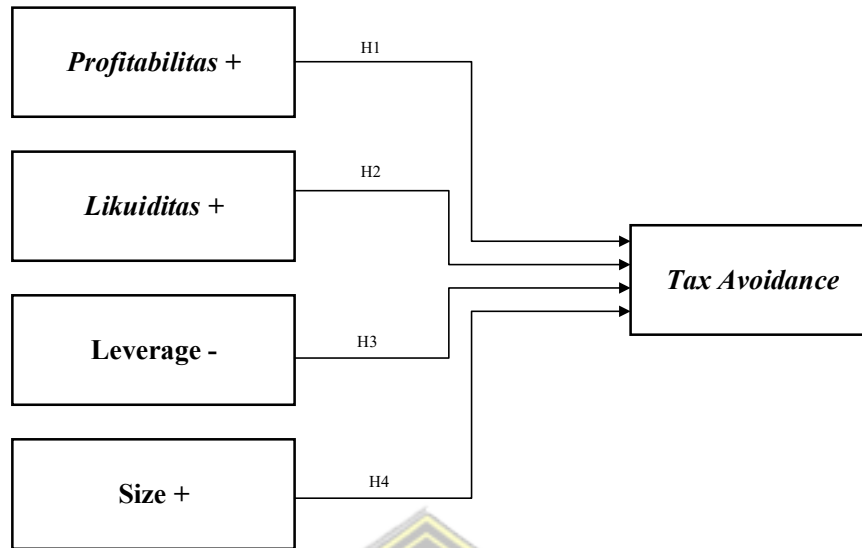 Profitabilitas +
H1
Likuiditas +
H2
Tax Avoidance
Leverage -
H3
Size +
H4